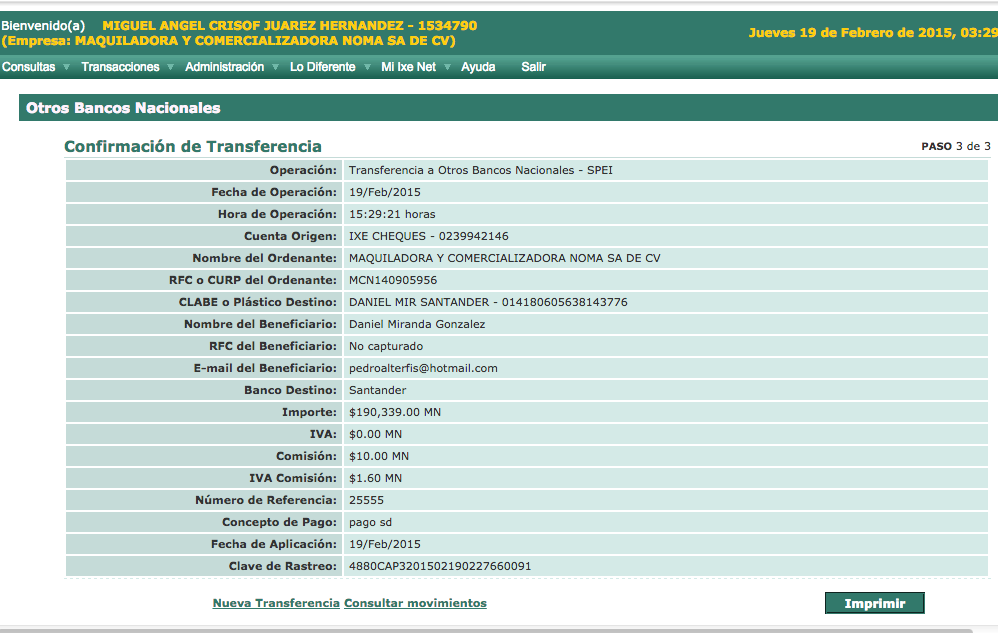 Bienvenido(a) MIGUEL ANGEL CRISOF JUAREZ HERNANDEZ - 1534790
(Empresa: MAQUILADORA Y COMERCIALIZADORA NOMA SA DE CV)
Jueves 19 de Febrero de 2015, 03:29
Consultas Transacciones Administración Lo Diferente Mi Ixe Net Ayuda Salir
Otros Bancos Nacionales
Confirmación de Transferencia PASO 3 de 3
Operación: Transferencia a Otros Bancos Nacionales - SPEI
Fecha de Operación: 19/Feb/2015
Hora de Operación: 15:29:21 horas
Cuenta Origen: IXE CHEQUES - 0239942146
Nombre del Ordenante: MAQUILADORA Y COMERCIALIZADORA NOMA SA DE CV
RFC o CURP del Ordenante: MCN140905956
CLABE o Plástico Destino: DANIEL MIR SANTANDER - 014180605638143776
Nombre del Beneficiario: Daniel Miranda Gonzalez
RFC del Beneficiario: No capturado
E-mail del Beneficiario: pedroalterfis@hotmail.com
Banco Destino: Santander
Importe: $190,339.00 MN
IVA: $0.00 MN
Comisión: $10.00 MN
IVA Comisión: $1.60 MN
Número de Referencia: 25555
Concepto de Pago: pago sd
Fecha de Aplicación: 19/Feb/2015
Clave de Rastreo: 4880CAP3201502190227660091
Nueva Transferencia Consultar movimientos Imprimir